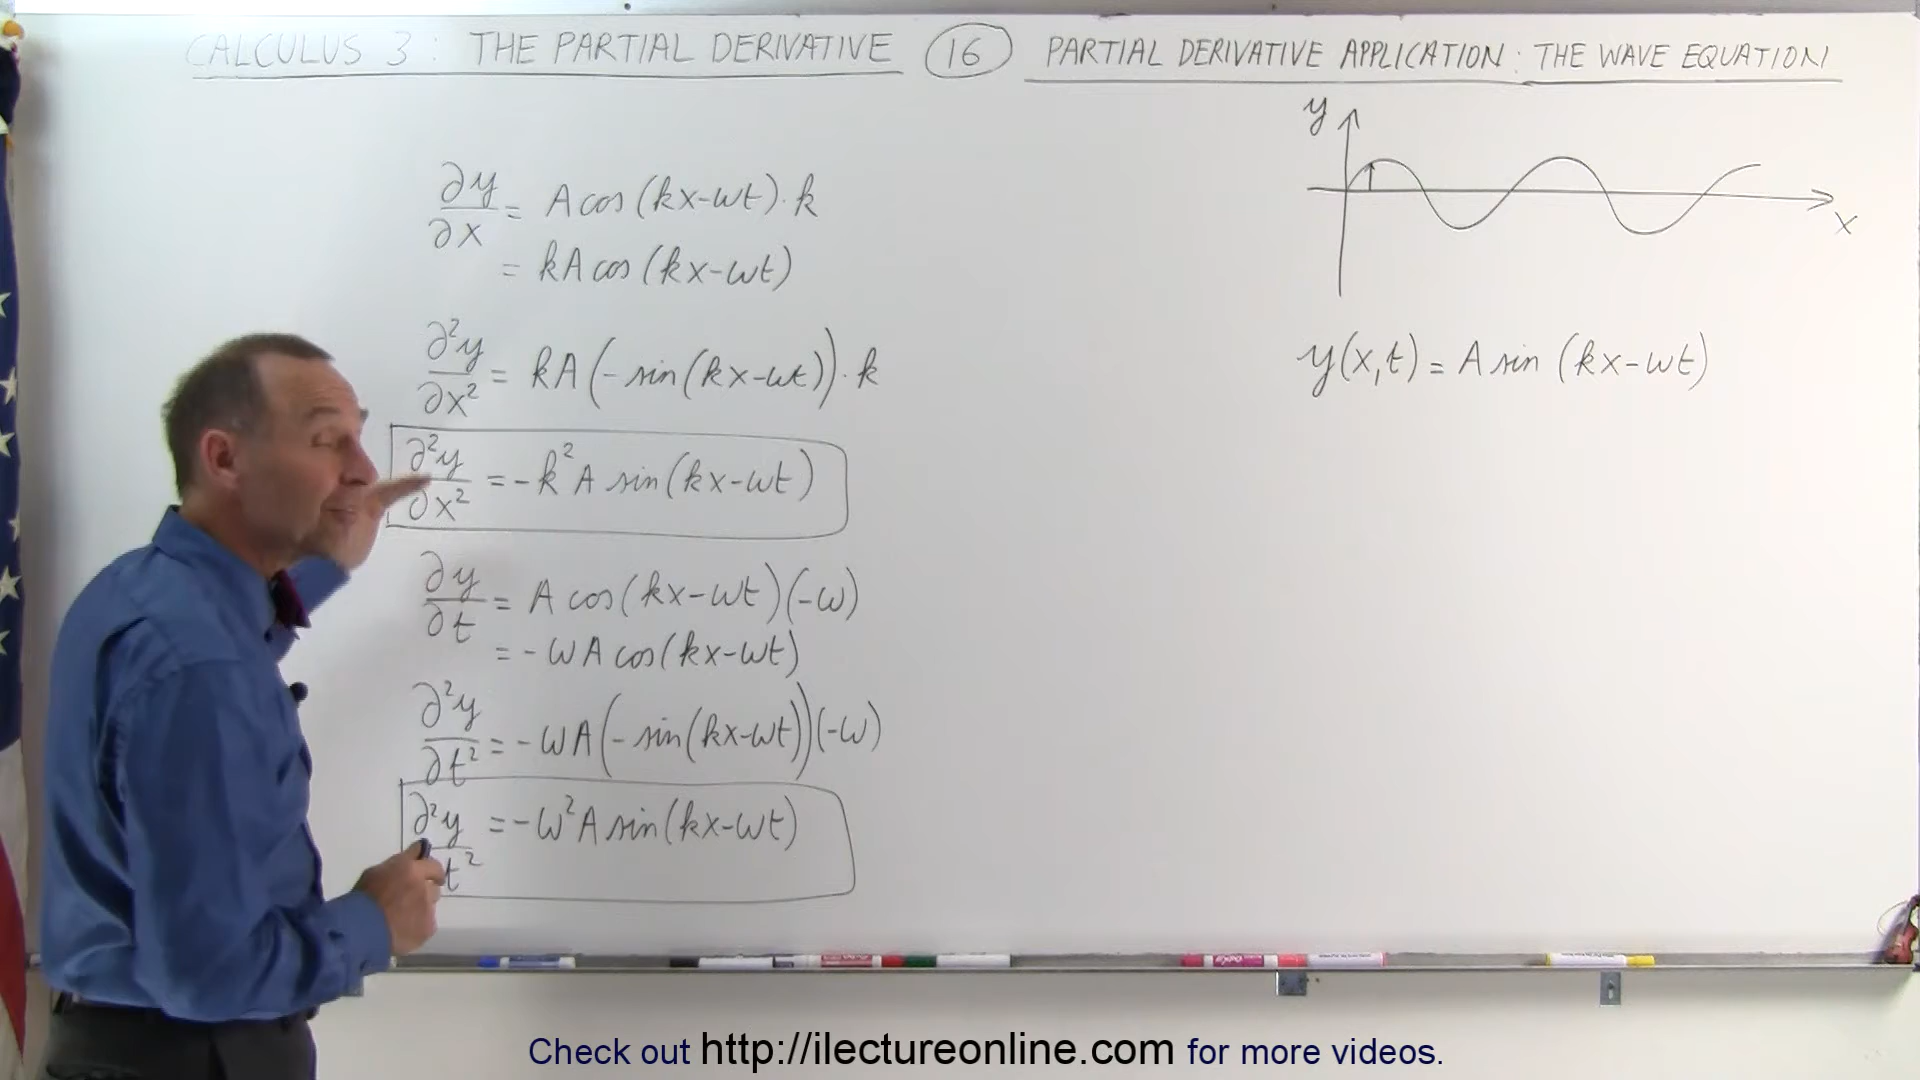 CALCULUS 3 : THE PARTIAL DERIVATIVE 16 PARTIAL DERIVATIVE APPLICATION : THE WAVE EQUATION
∂y/∂x = A cos(kx-ωt)·k
= kA cos(kx-ωt)
∂²y/∂x² = kA(-sin(kx-ωt))·k
∂²y/∂x² = -k²A sin(kx-ωt)
∂y/∂t = A cos(kx-ωt)(-ω)
= -ωA cos(kx-ωt)
∂²y/∂t² = -ωA(-sin(kx-ωt))(-ω)
∂²y/ t² = -ω²A sin(kx-ωt)
y
x
y(x,t) = A sin (kx-ωt)
Check out http://ilectureonline.com for more videos.